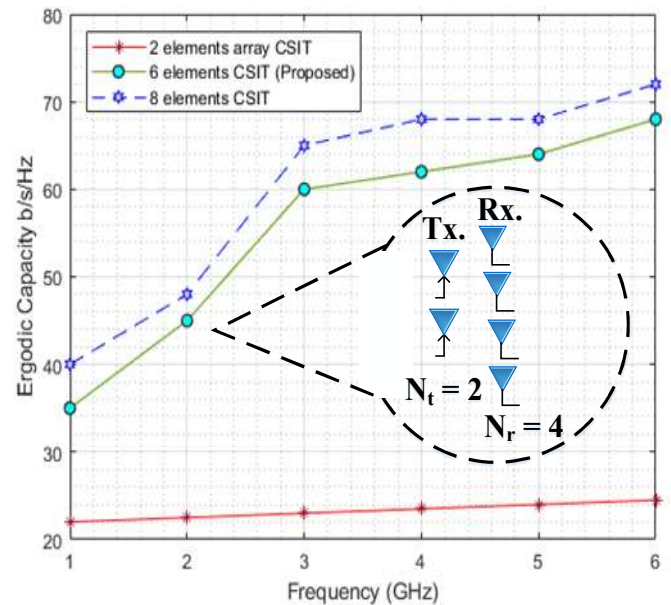 80
70
60
50
40
30
20
1 2 3 4 5 6
Ergodic Capacity b/s/Hz
Frequency (GHz)
2 elements array CSIT
6 elements CSIT (Proposed)
8 elements CSIT
Tx. Rx.
Nₜ = 2
Nᵣ = 4